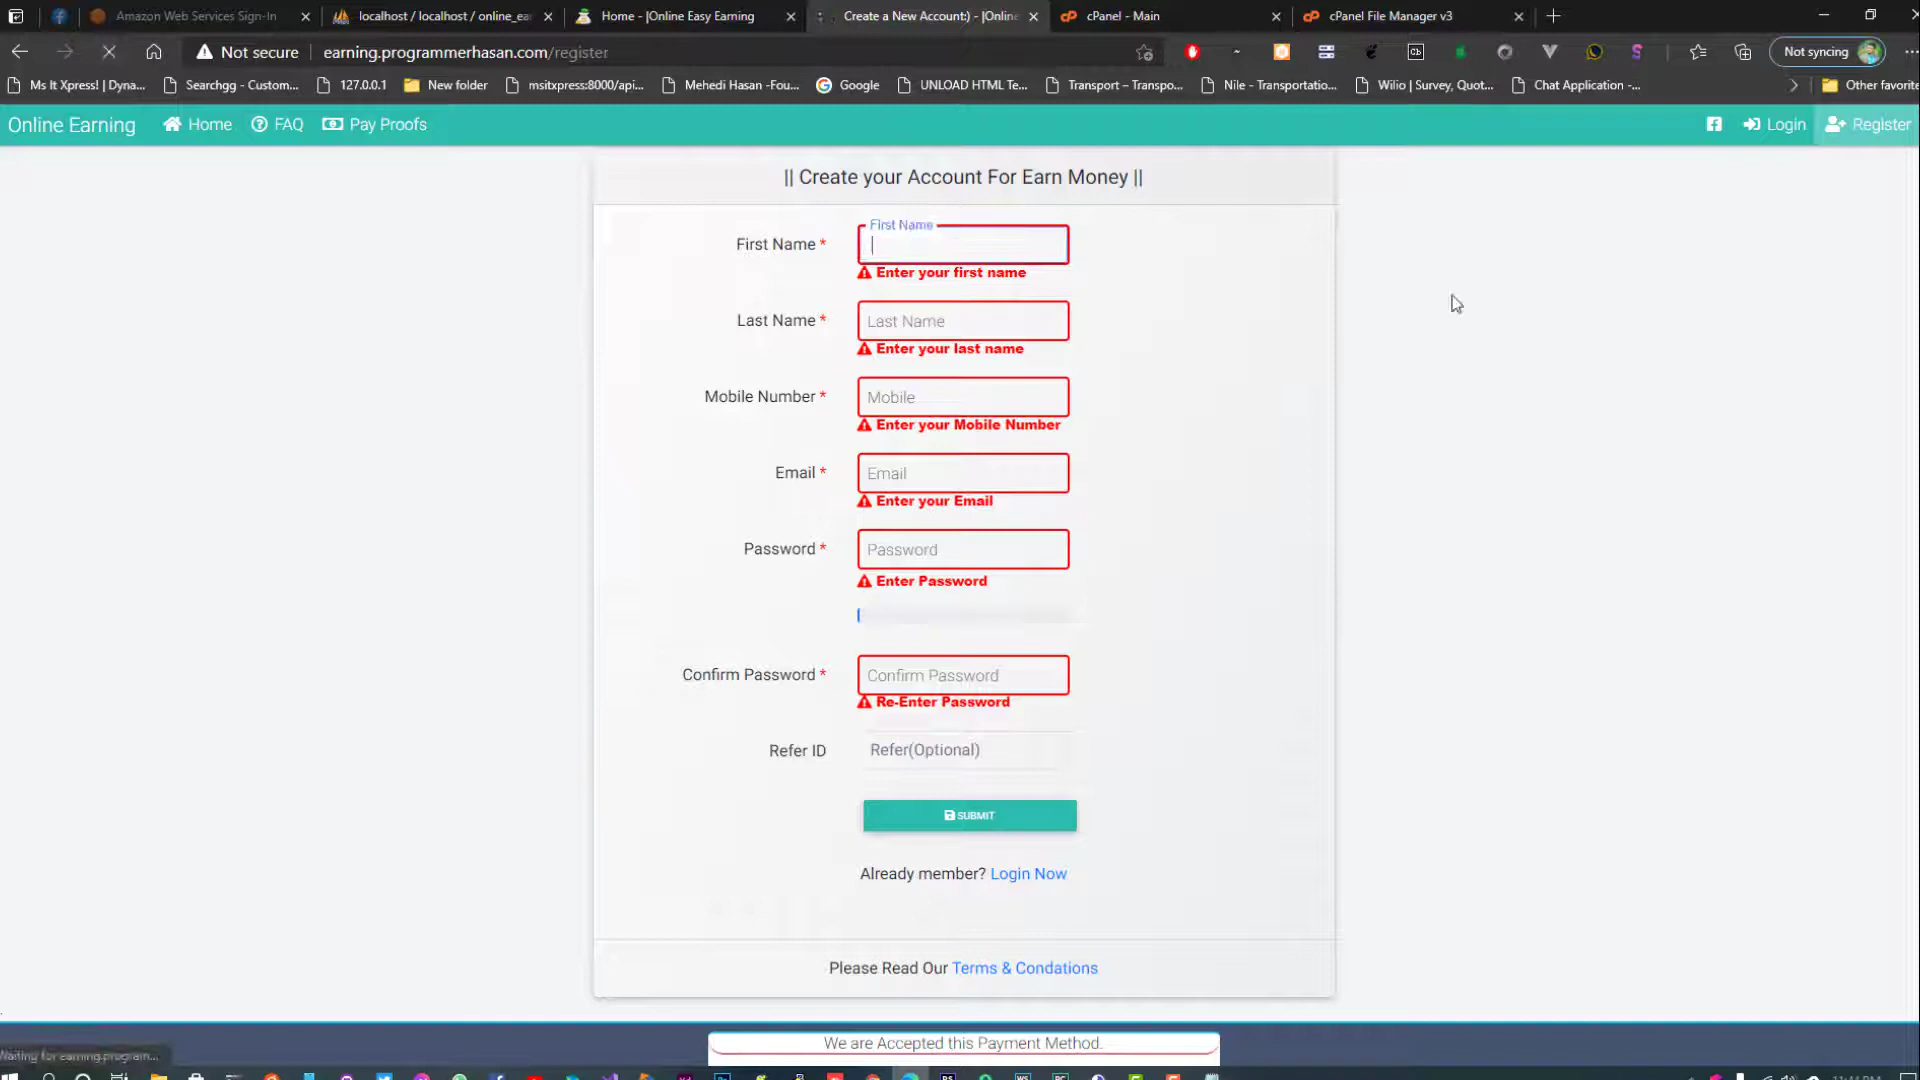 Amazon Web Services Sign-In
localhost / localhost / online_ea
Home - |Online Easy Earning
Create a New Account:) - |Online
cPanel - Main
cPanel File Manager v3
Not secure
earning.programmerhasan.com/register
Not syncing
Ms It Xpress! | Dyna...
Searchgg - Custom...
127.0.0.1
New folder
msitxpress:8000/api...
Mehedi Hasan -Fou...
Google
UNLOAD HTML Te...
Transport – Transpo...
Nile - Transportatio...
Wilio | Survey, Quot...
Chat Application -...
Other favorite
Online Earning
Home
FAQ
Pay Proofs
Login
Register
|| Create your Account For Earn Money ||
First Name
First Name *
Enter your first name
Last Name *
Last Name
Enter your last name
Mobile Number *
Mobile
Enter your Mobile Number
Email *
Email
Enter your Email
Password *
Password
Enter Password
Confirm Password *
Confirm Password
Re-Enter Password
Refer ID
Refer(Optional)
SUBMIT
Already member? Login Now
Please Read Our Terms & Condations
We are Accepted this Payment Method.
Waiting for earning.program...